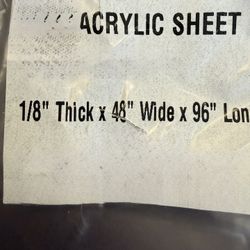 ACRYLIC SHEET
1/8" Thick x 48" Wide x 96" Lon